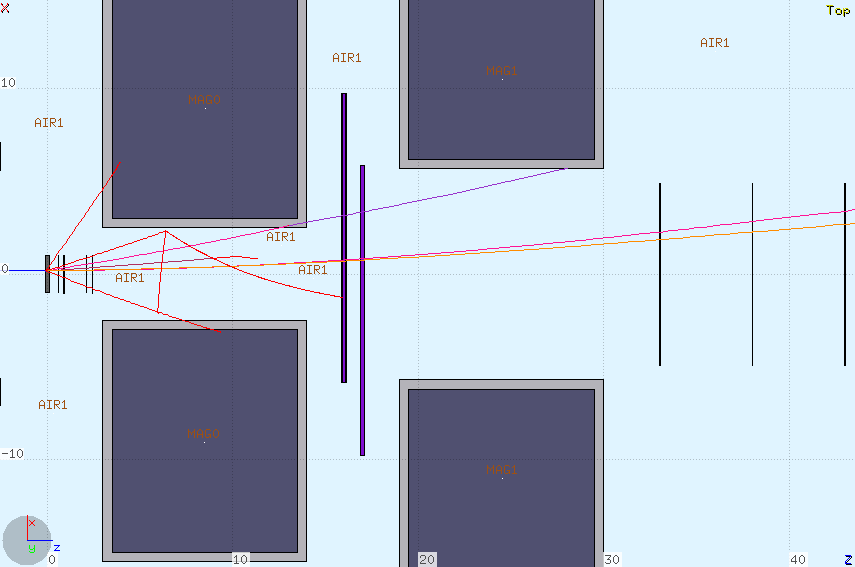 X
Top
AIR1
AIR1
MAG1
10
MAG0
AIR1
AIR1
0
AIR1
AIR1
AIR1
MAG0
-10
MAG1
x
y
z
0
10
20
30
40
Z